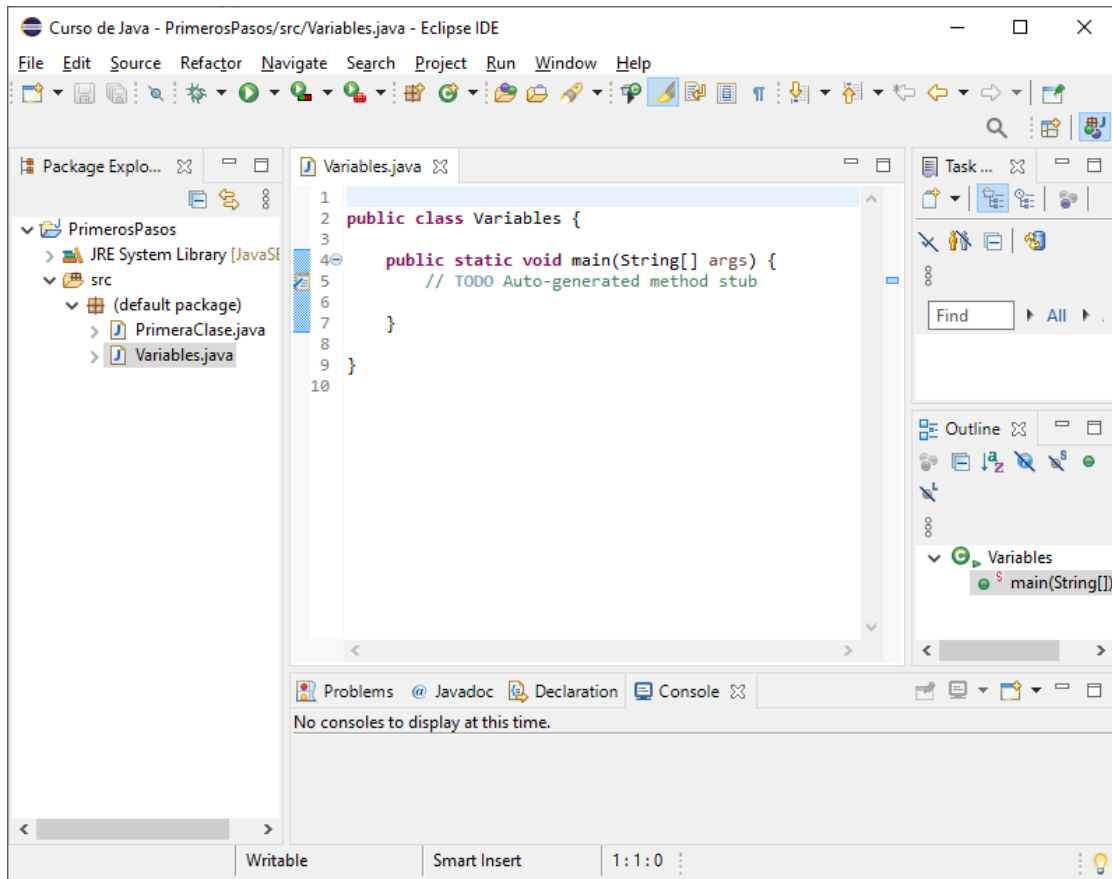 Curso de Java - PrimerosPasos/src/Variables.java - Eclipse IDE
File Edit Source Refactor Navigate Search Project Run Window Help
Package Explo...
PrimerosPasos
JRE System Library [JavaSE
src
(default package)
PrimeraClase.java
Variables.java
Variables.java
1
2 public class Variables {
3
4 public static void main(String[] args) {
5 // TODO Auto-generated method stub
6
7 }
8
9 }
10
Task ...
Find All .
Outline
Variables
main(String[])
Problems @ Javadoc Declaration Console
No consoles to display at this time.
Writable Smart Insert 1 : 1 : 0